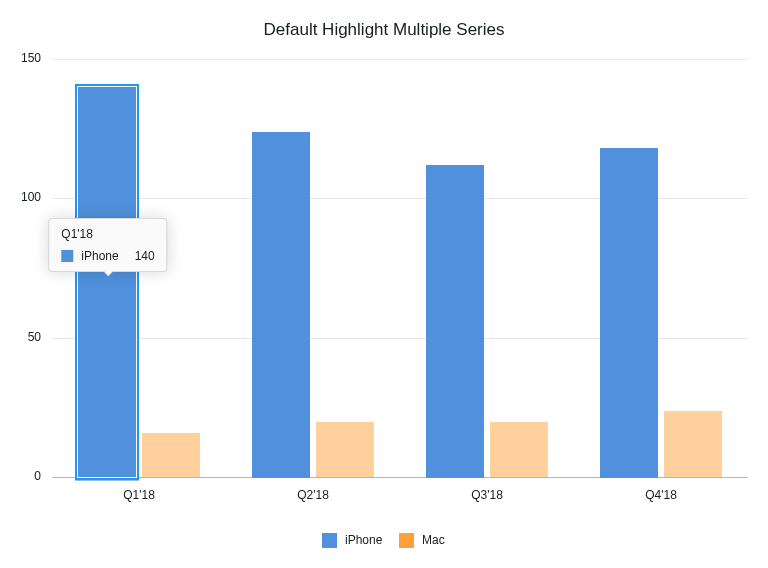 Default Highlight Multiple Series
150
100
50
0
Q1'18
iPhone 140
Q1'18 Q2'18 Q3'18 Q4'18
iPhone Mac